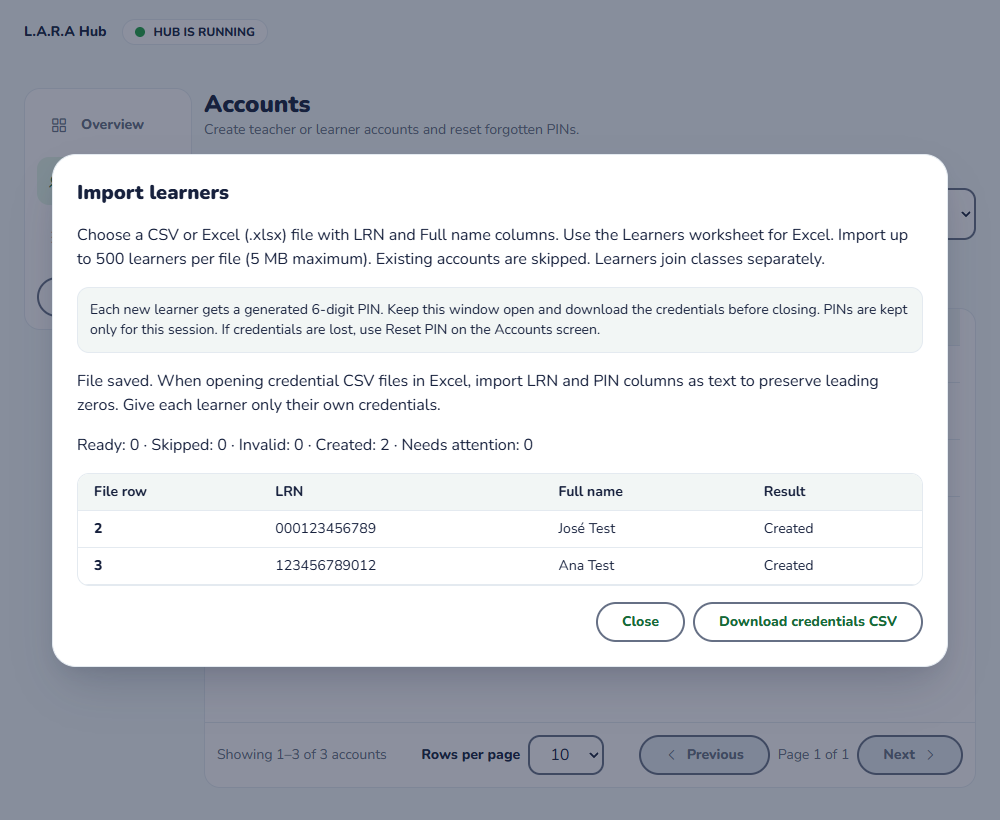 L.A.R.A Hub
HUB IS RUNNING
Overview
Accounts
Create teacher or learner accounts and reset forgotten PINs.
Import learners
Choose a CSV or Excel (.xlsx) file with LRN and Full name columns. Use the Learners worksheet for Excel. Import up
to 500 learners per file (5 MB maximum). Existing accounts are skipped. Learners join classes separately.
Each new learner gets a generated 6-digit PIN. Keep this window open and download the credentials before closing. PINs are kept
only for this session. If credentials are lost, use Reset PIN on the Accounts screen.
File saved. When opening credential CSV files in Excel, import LRN and PIN columns as text to preserve leading
zeros. Give each learner only their own credentials.
Ready: 0 · Skipped: 0 · Invalid: 0 · Created: 2 · Needs attention: 0
File row LRN Full name Result
2 000123456789 José Test Created
3 123456789012 Ana Test Created
Close Download credentials CSV
Showing 1–3 of 3 accounts Rows per page 10 Previous Page 1 of 1 Next